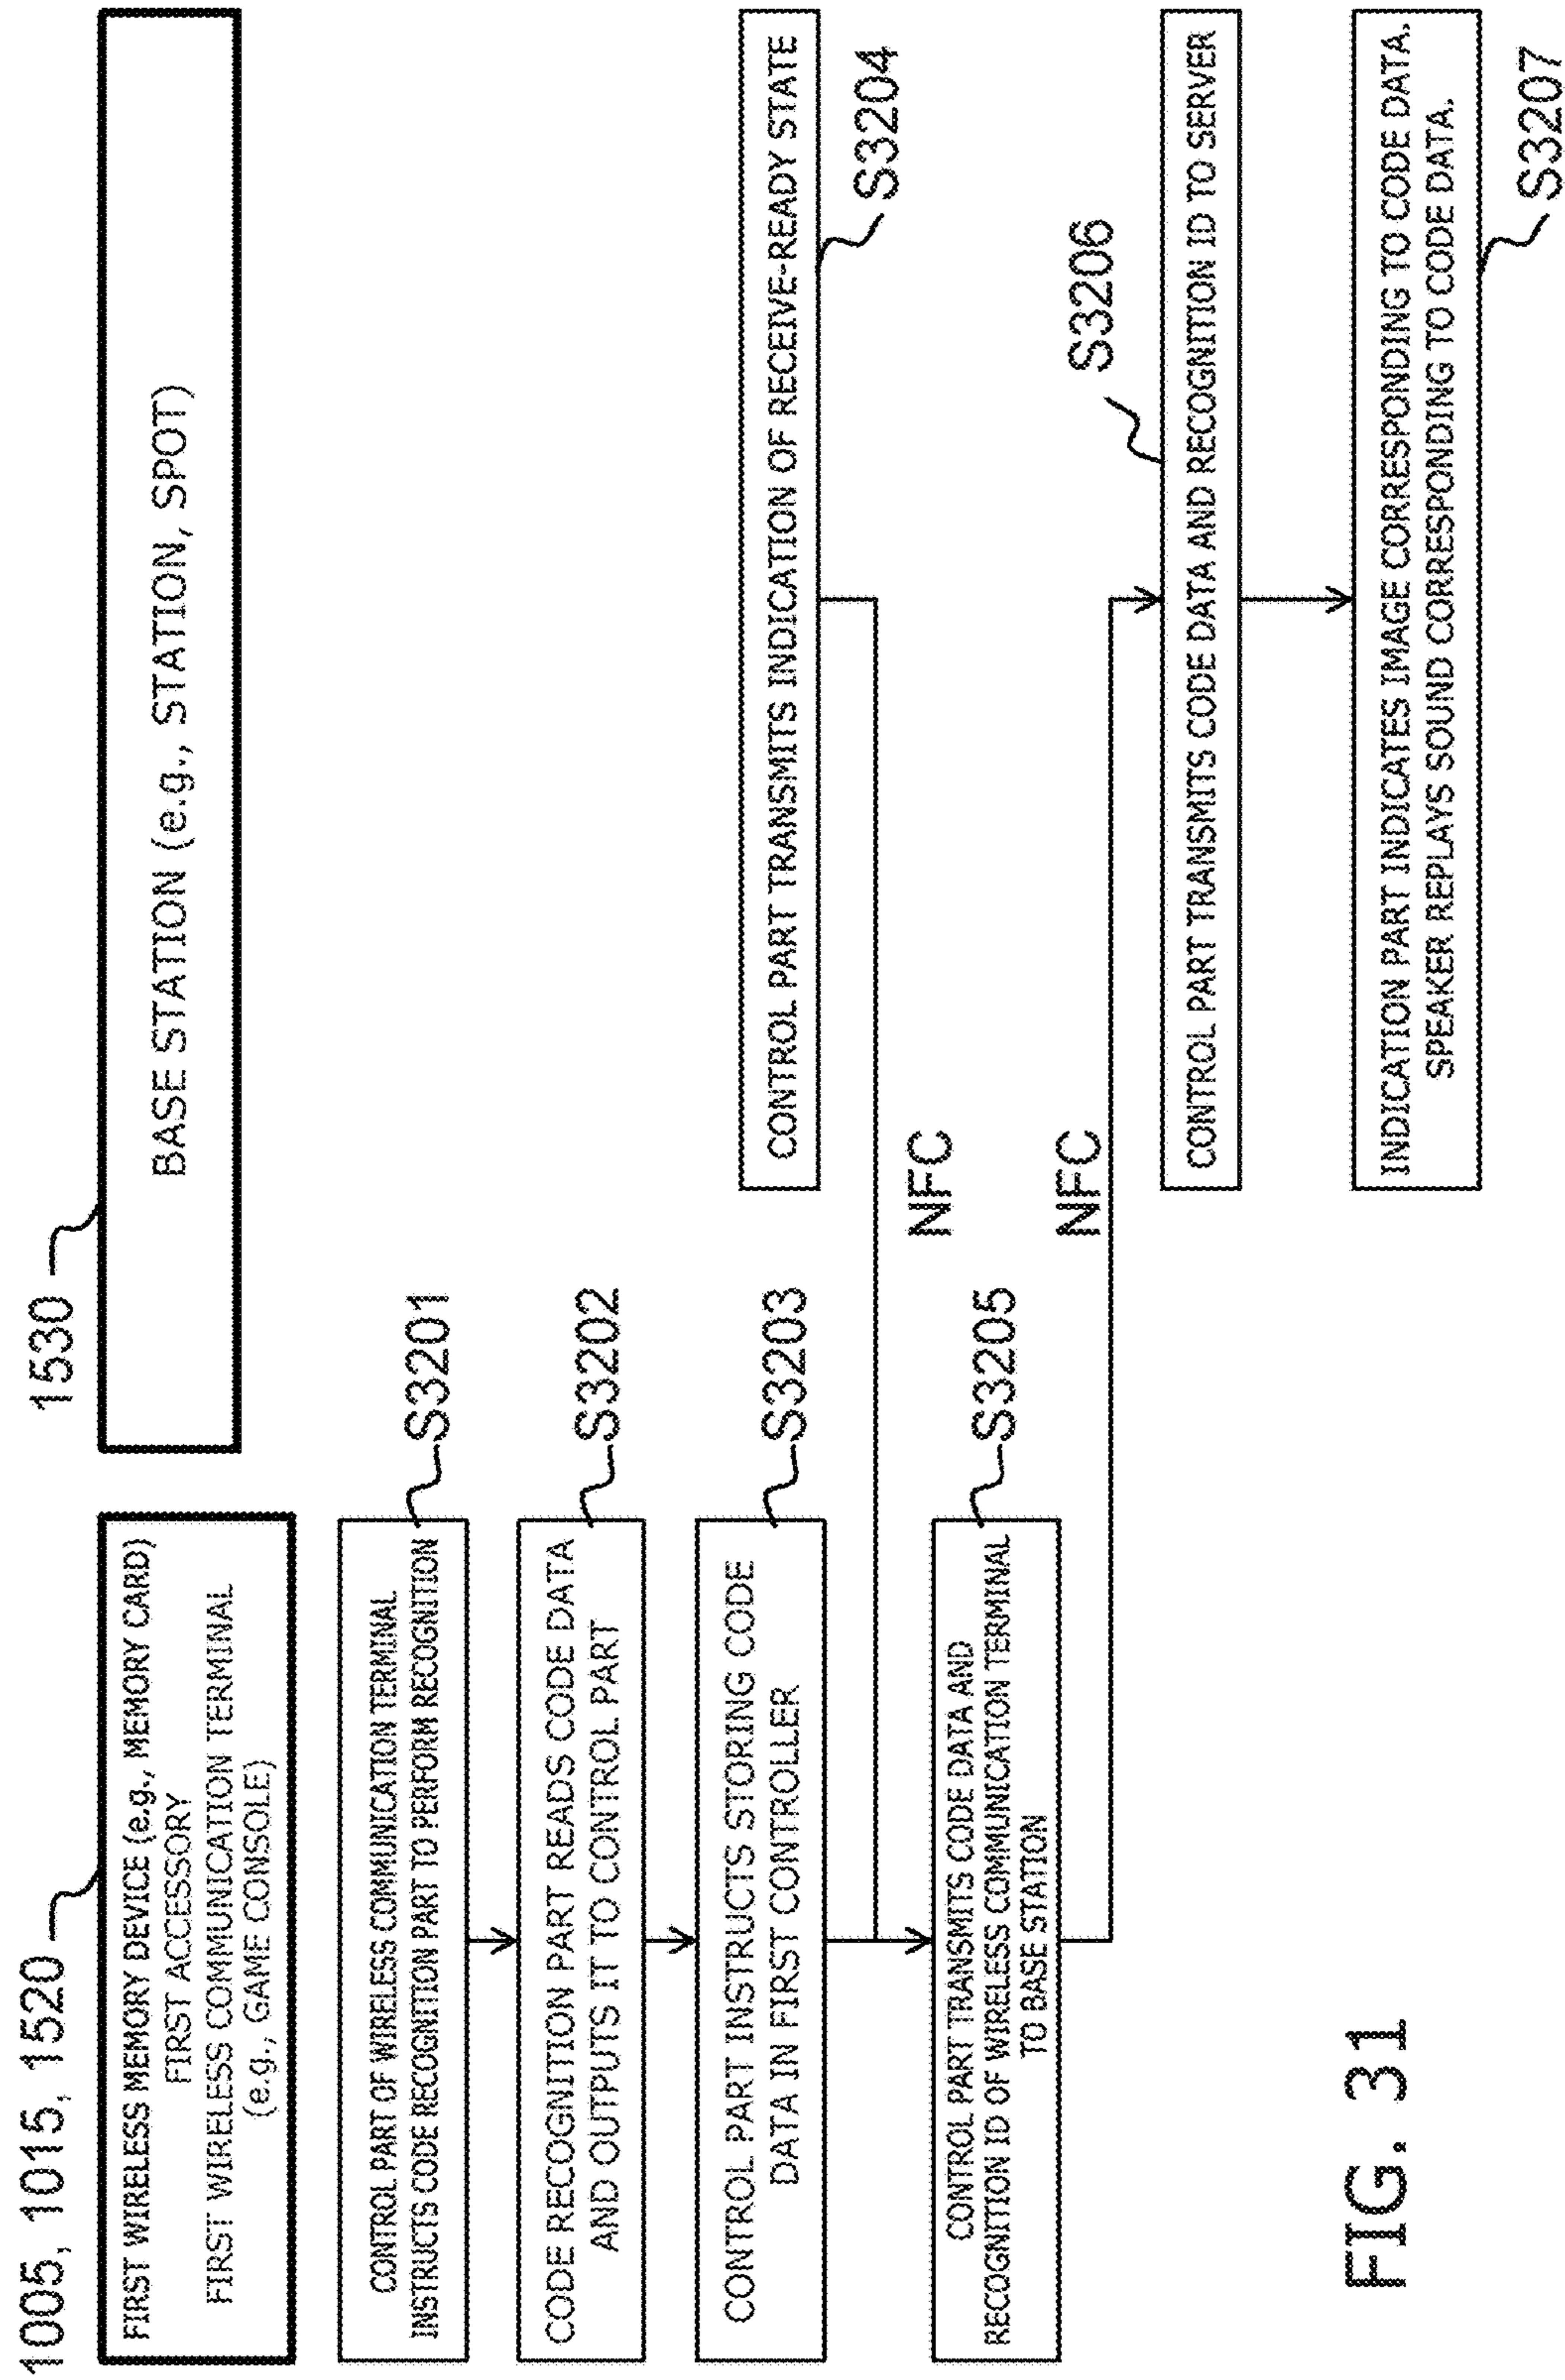 1005, 1015, 1520
FIRST WIRELESS MEMORY DEVICE (e.g., MEMORY CARD)
FIRST ACCESSORY
FIRST WIRELESS COMMUNICATION TERMINAL
(e.g., GAME CONSOLE)
1530
BASE STATION (e.g., STATION, SPOT)
CONTROL PART OF WIRELESS COMMUNICATION TERMINAL
INSTRUCTS CODE RECOGNITION PART TO PERFORM RECOGNITION
S3201
CODE RECOGNITION PART READS CODE DATA
AND OUTPUTS IT TO CONTROL PART
S3202
CONTROL PART INSTRUCTS STORING CODE
DATA IN FIRST CONTROLLER
S3203
CONTROL PART TRANSMITS INDICATION OF RECEIVE-READY STATE
S3204
NFC
CONTROL PART TRANSMITS CODE DATA AND
RECOGNITION ID OF WIRELESS COMMUNICATION TERMINAL
TO BASE STATION
S3205
NFC
S3206
CONTROL PART TRANSMITS CODE DATA AND RECOGNITION ID TO SERVER
INDICATION PART INDICATES IMAGE CORRESPONDING TO CODE DATA.
SPEAKER REPLAYS SOUND CORRESPONDING TO CODE DATA.
S3207
FIG. 31